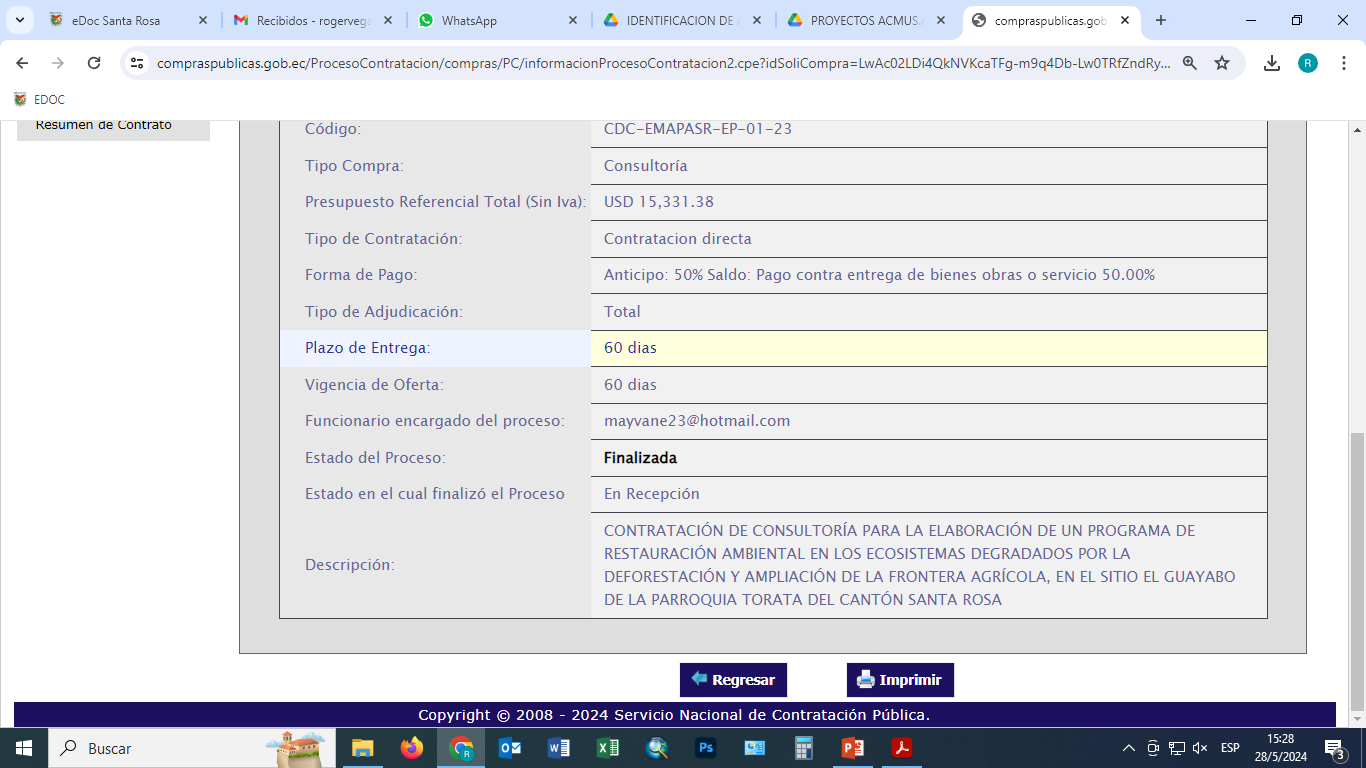 eDoc Santa Rosa
Recibidos - rogervega
WhatsApp
IDENTIFICACION DE
PROYECTOS ACMUS.
compraspublicas.gob
compraspublicas.gob.ec/ProcesoContratacion/compras/PC/informacionProcesoContratacion2.cpe?idSoliCompra=LwAc02LDi4QkNVKcaTFg-m9q4Db-Lw0TRfZndRy...
R
EDOC
Resumen de Contrato
Código: CDC-EMAPASR-EP-01-23
Tipo Compra: Consultoría
Presupuesto Referencial Total (Sin Iva): USD 15,331.38
Tipo de Contratación: Contratacion directa
Forma de Pago: Anticipo: 50% Saldo: Pago contra entrega de bienes obras o servicio 50.00%
Tipo de Adjudicación: Total
Plazo de Entrega: 60 dias
Vigencia de Oferta: 60 dias
Funcionario encargado del proceso: mayvane23@hotmail.com
Estado del Proceso: Finalizada
Estado en el cual finalizó el Proceso En Recepción
Descripción:
CONTRATACIÓN DE CONSULTORÍA PARA LA ELABORACIÓN DE UN PROGRAMA DE
RESTAURACIÓN AMBIENTAL EN LOS ECOSISTEMAS DEGRADADOS POR LA
DEFORESTACIÓN Y AMPLIACIÓN DE LA FRONTERA AGRÍCOLA, EN EL SITIO EL GUAYABO
DE LA PARROQUIA TORATA DEL CANTÓN SANTA ROSA
Regresar
Imprimir
Copyright © 2008 - 2024 Servicio Nacional de Contratación Pública.
Buscar
Ps
ESP
15:28
28/5/2024
3